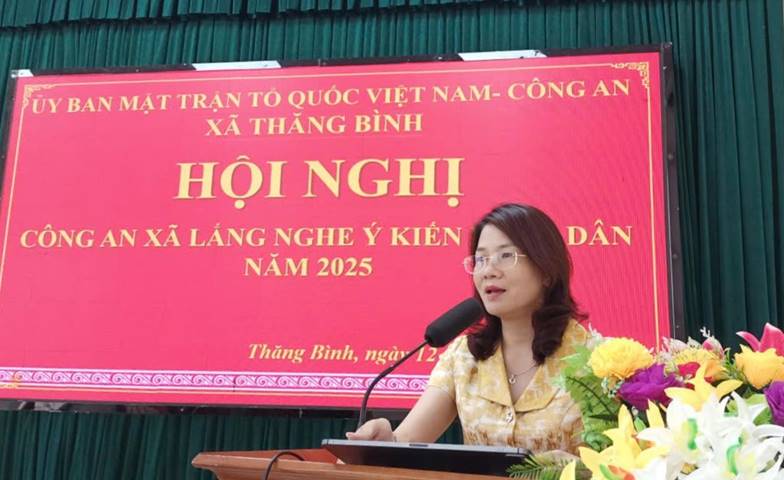 ỦY BAN MẶT TRẬN TỔ QUỐC VIỆT NAM- CÔNG AN
XÃ THĂNG BÌNH
HỘI NGHỊ
CÔNG AN XÃ LẮNG NGHE Ý KIẾN DÂN
NĂM 2025
Thăng Bình, ngày 12